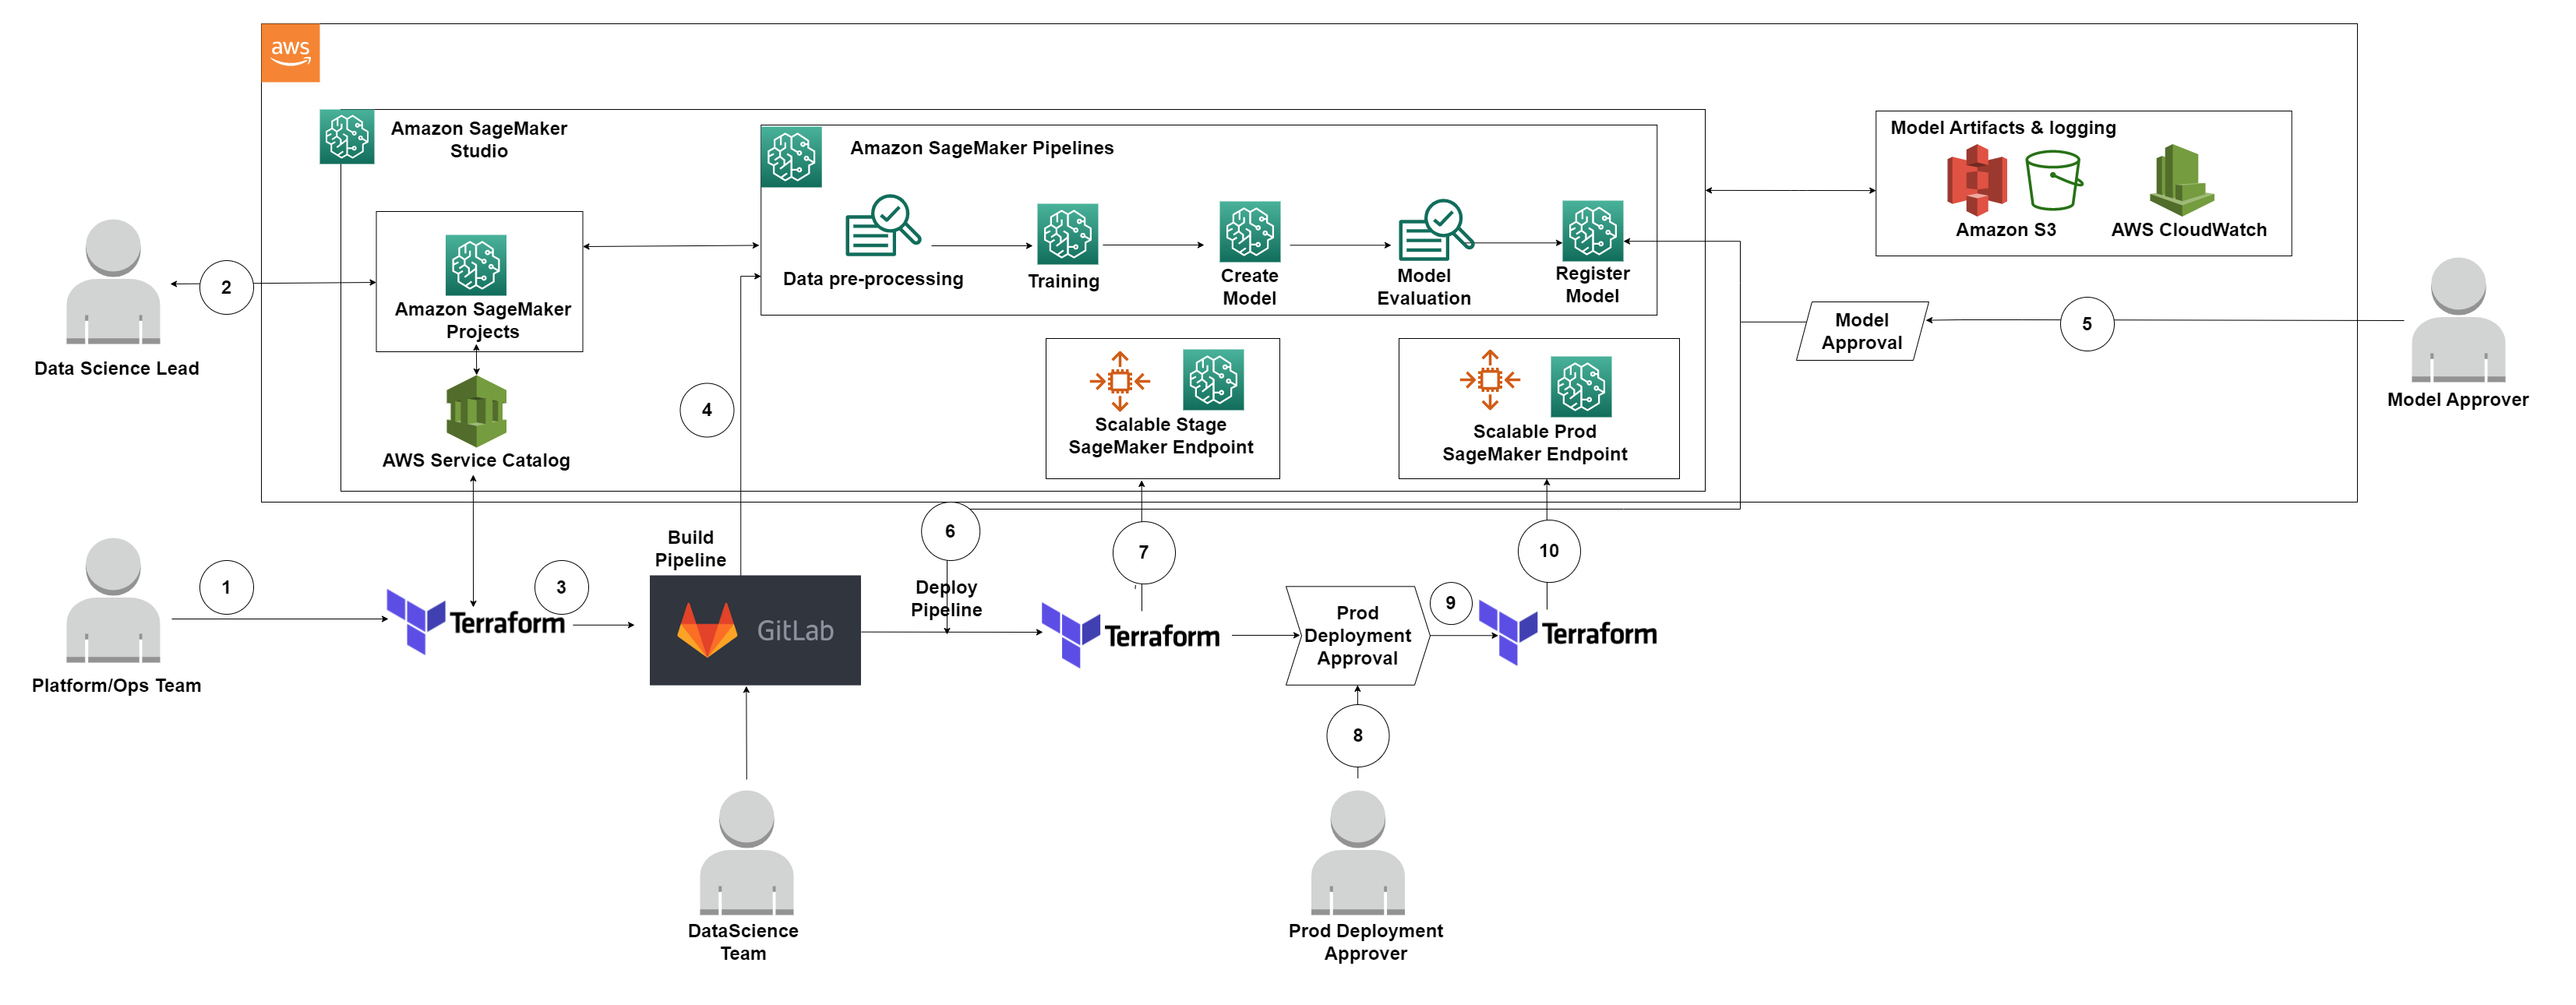 aws
Amazon SageMaker
Studio
Amazon SageMaker Pipelines
Model Artifacts & logging
Amazon S3
AWS CloudWatch
Data pre-processing
Training
Create
Model
Model
Evaluation
Register
Model
Amazon SageMaker
Projects
2
Data Science Lead
Model
Approval
5
Model Approver
4
AWS Service Catalog
Scalable Stage
SageMaker Endpoint
Scalable Prod
SageMaker Endpoint
Platform/Ops Team
1
Terraform
3
Build
Pipeline
GitLab
6
Deploy
Pipeline
7
Terraform
Prod
Deployment
Approval
9
10
Terraform
8
DataScience
Team
Prod Deployment
Approver